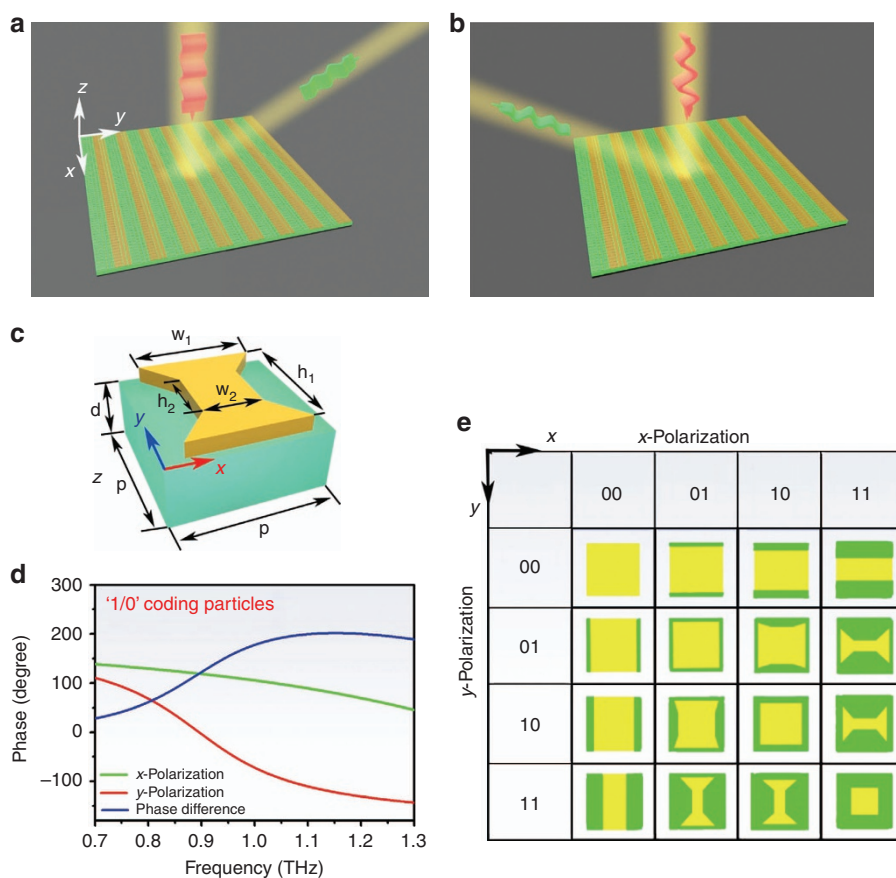 a
b
z
y
x
c
w1
h1
h2
w2
d
y
x
z
p
p
d
300
200
100
0
−100
Phase (degree)
'1/0' coding particles
x-Polarization
y-Polarization
Phase difference
0.7 0.8 0.9 1.0 1.1 1.2 1.3
Frequency (THz)
e
x
x-Polarization
y
00 01 10 11
y-Polarization
00
01
10
11